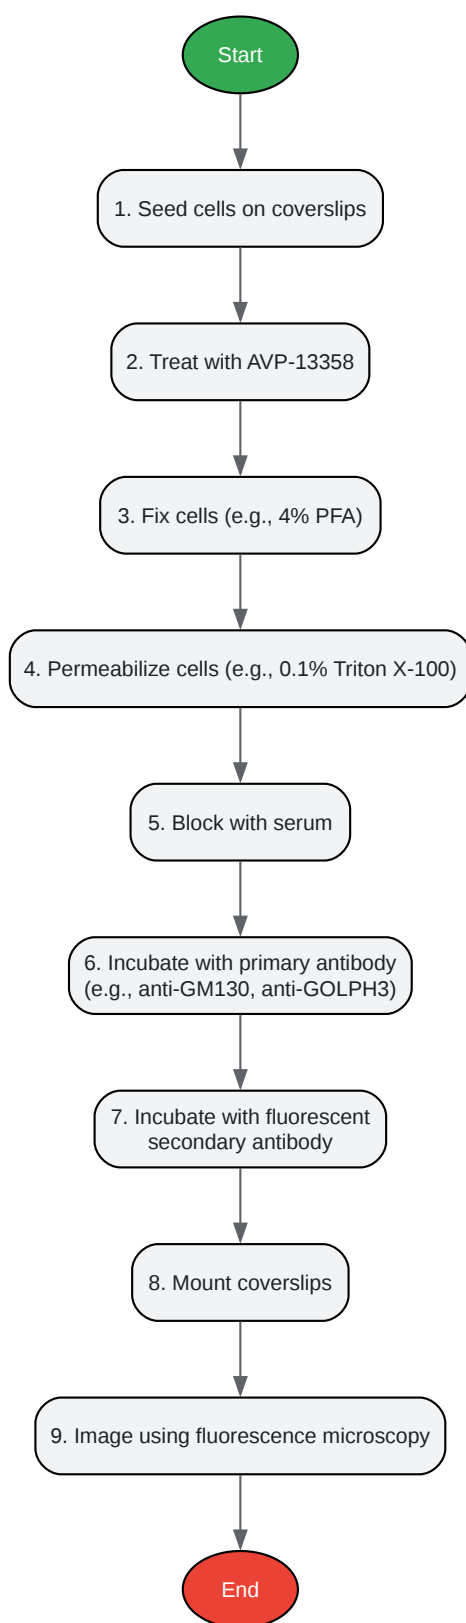 Start
1. Seed cells on coverslips
2. Treat with AVP-13358
3. Fix cells (e.g., 4% PFA)
4. Permeabilize cells (e.g., 0.1% Triton X-100)
5. Block with serum
6. Incubate with primary antibody
(e.g., anti-GM130, anti-GOLPH3)
7. Incubate with fluorescent
secondary antibody
8. Mount coverslips
9. Image using fluorescence microscopy
End